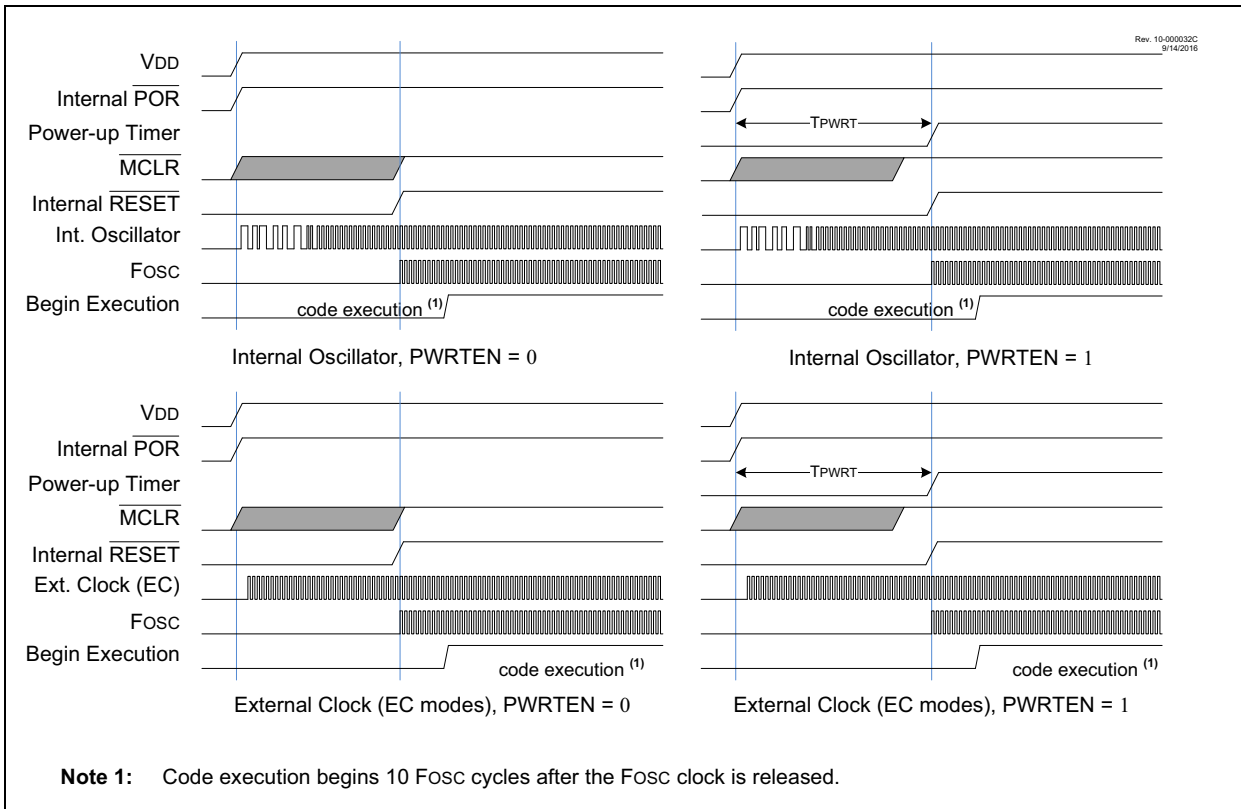 Rev. 10-000032C
9/14/2016
VDD
Internal POR
Power-up Timer
MCLR
Internal RESET
Int. Oscillator
FOSC
Begin Execution
code execution (1)
Internal Oscillator, PWRTEN = 0
TPWRT
code execution (1)
Internal Oscillator, PWRTEN = 1
VDD
Internal POR
Power-up Timer
MCLR
Internal RESET
Ext. Clock (EC)
FOSC
Begin Execution
code execution (1)
External Clock (EC modes), PWRTEN = 0
TPWRT
code execution (1)
External Clock (EC modes), PWRTEN = 1
Note 1: Code execution begins 10 FOSC cycles after the FOSC clock is released.